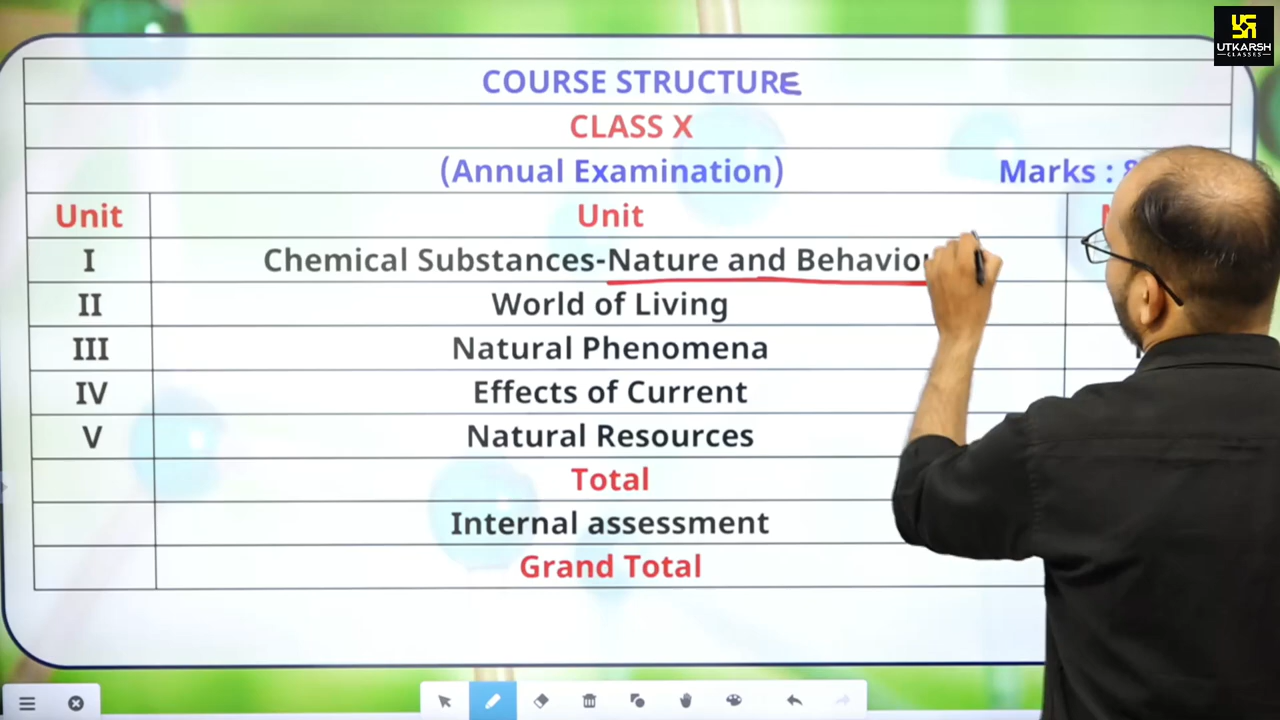 UTKARSH
CLASSES
COURSE STRUCTURE
CLASS X
(Annual Examination) Marks :
Unit Unit
I Chemical Substances-Nature and
II World of Living
III Natural Phenomena
IV Effects of Current
V Natural Resources
Total
Internal assessment
Grand Total